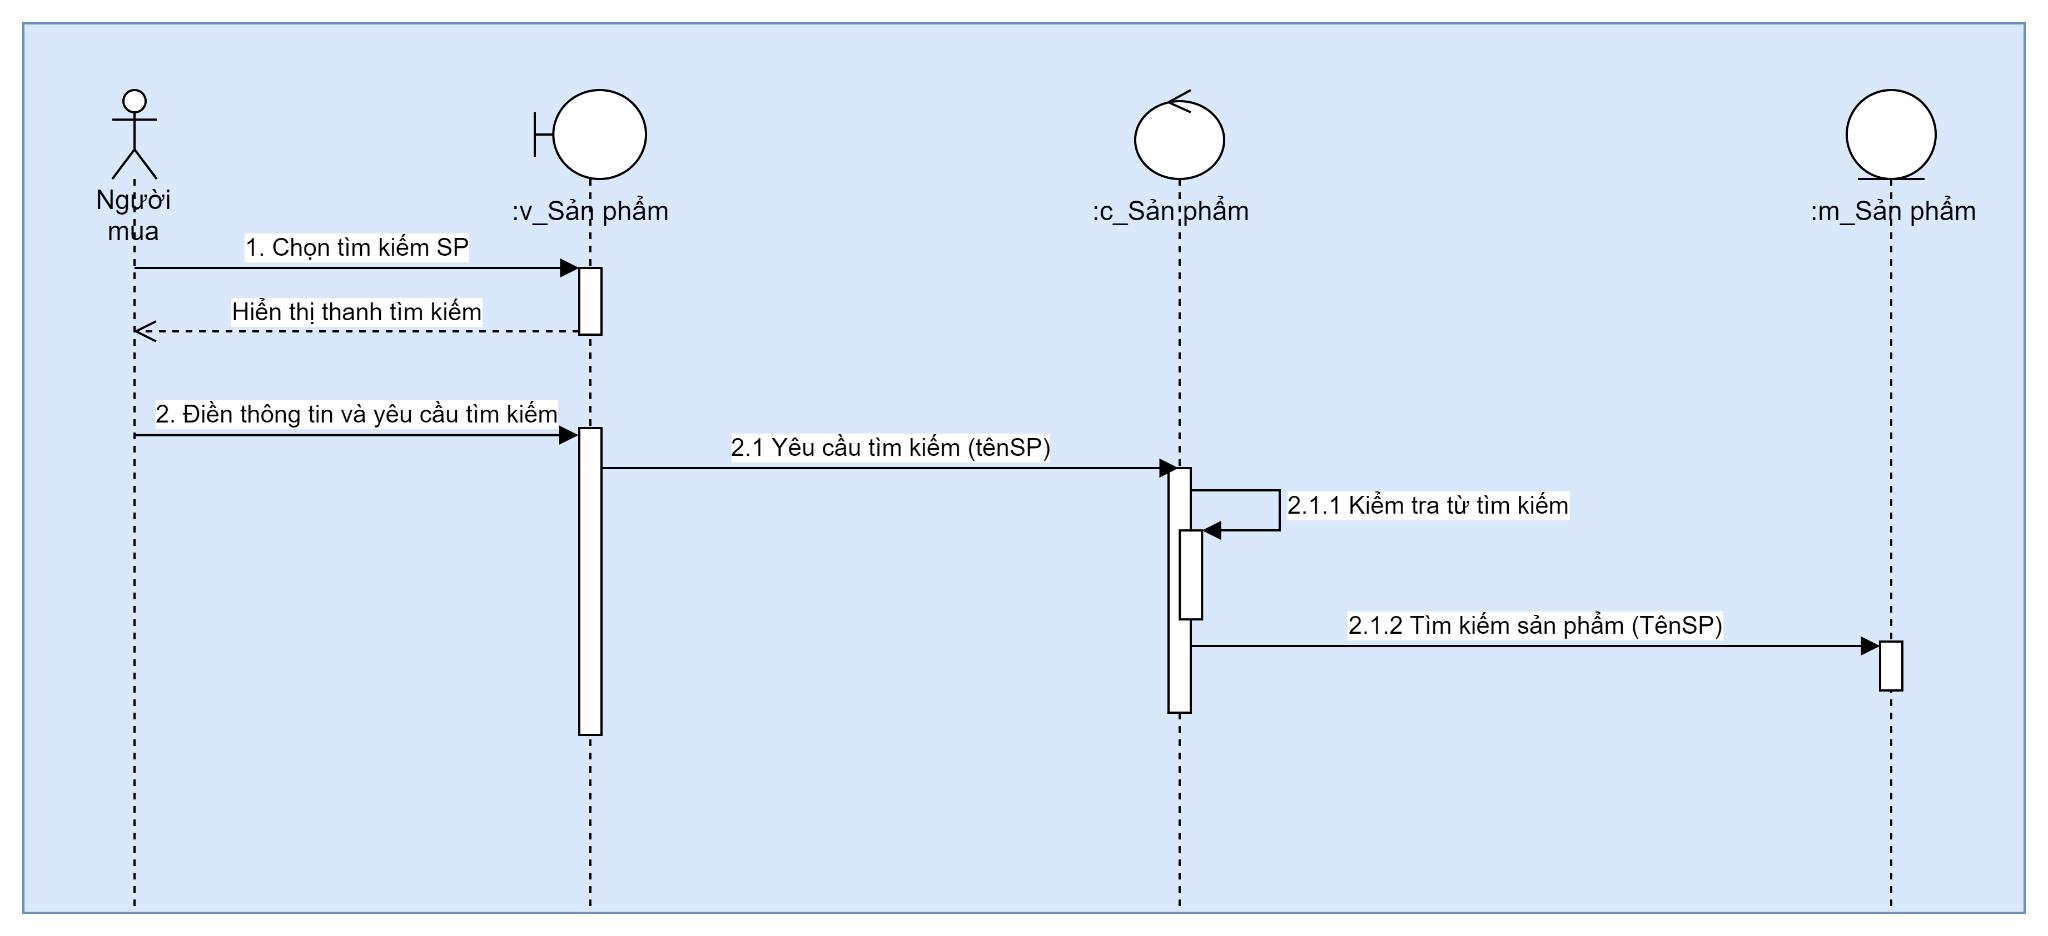 Người
mua
:v_Sản phẩm
:c_Sản phẩm
:m_Sản phẩm
1. Chọn tìm kiếm SP
Hiển thị thanh tìm kiếm
2. Điền thông tin và yêu cầu tìm kiếm
2.1 Yêu cầu tìm kiếm (tênSP)
2.1.1 Kiểm tra từ tìm kiếm
2.1.2 Tìm kiếm sản phẩm (TênSP)